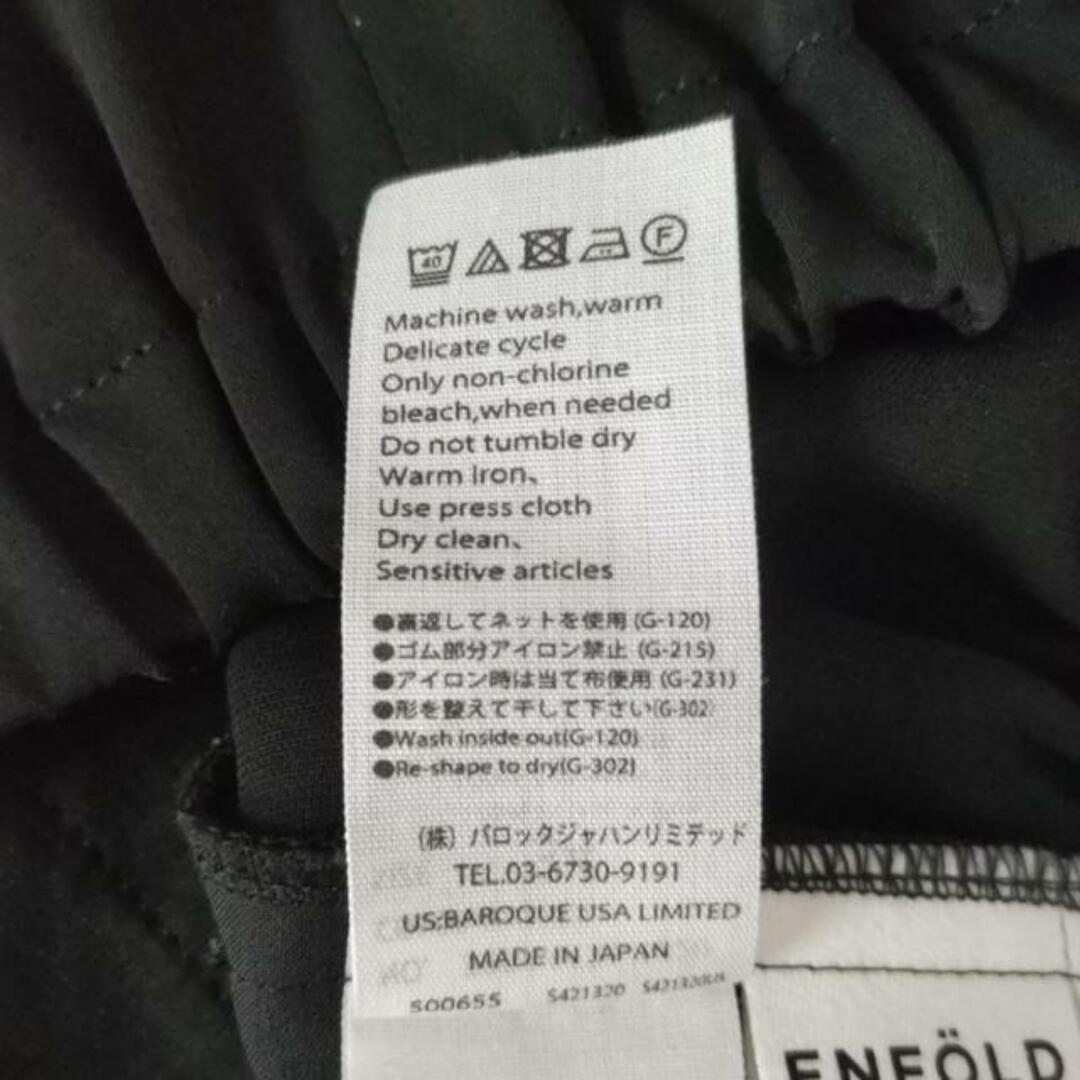 40
F
Machine wash,warm
Delicate cycle
Only non-chlorine
bleach,when needed
Do not tumble dry
Warm iron、
Use press cloth
Dry clean、
Sensitive articles
●裏返してネットを使用 (G-120)
●ゴム部分アイロン禁止 (G-215)
●アイロン時は当て布使用 (G-231)
●形を整えて干して下さい(G-302
●Wash inside out(G-120)
●Re-shape to dry(G-302)
（株）バロックジャパンリミテッド
TEL.03-6730-9191
US:BAROQUE USA LIMITED
MADE IN JAPAN
S00655 S421320
ENFÖLD